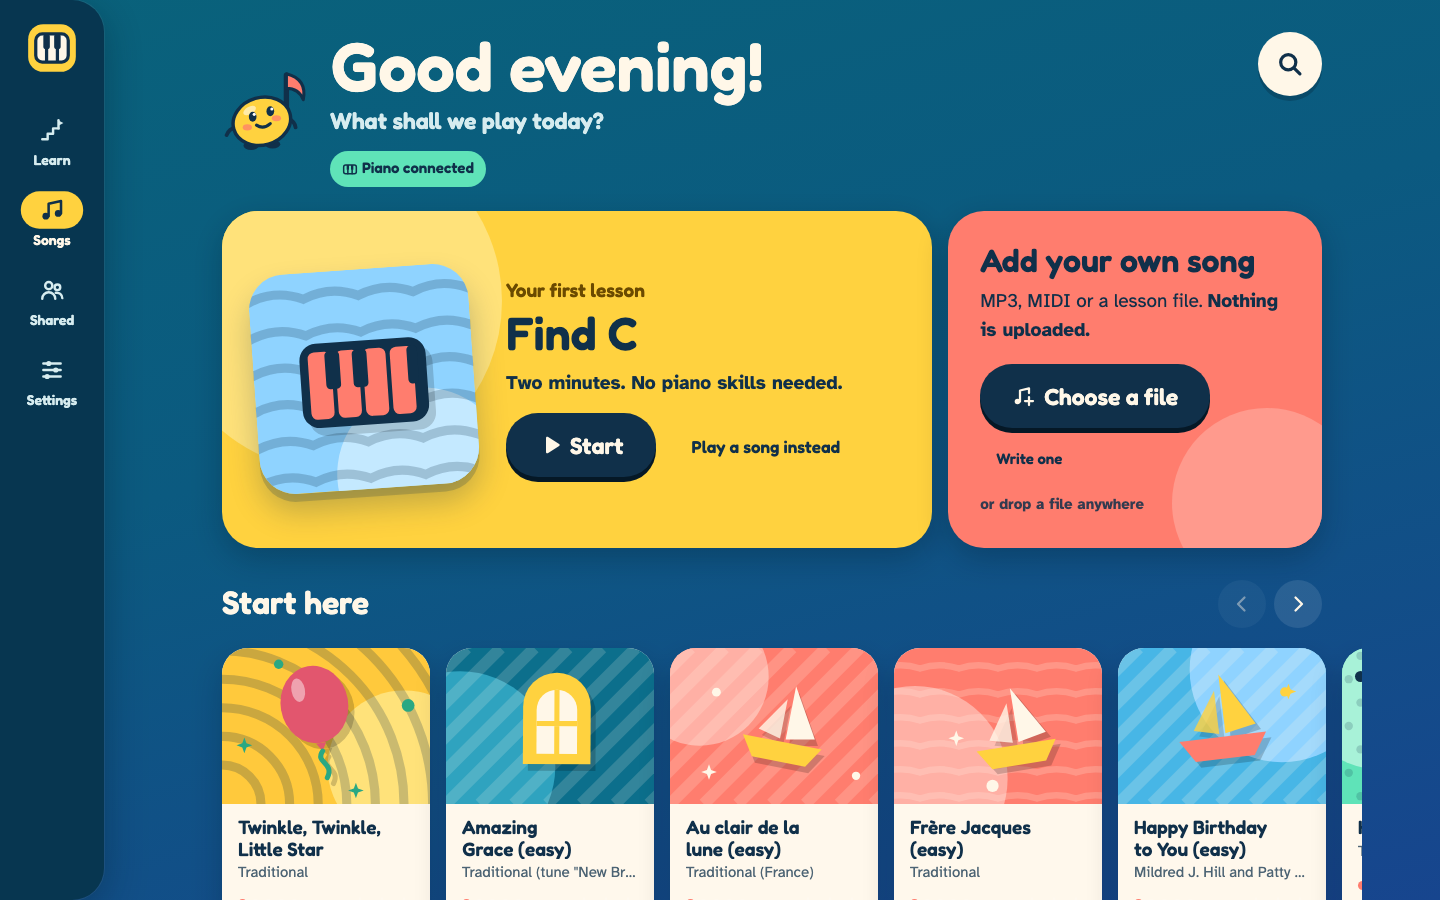 Good evening!
What shall we play today?
Piano connected
Learn
Songs
Shared
Settings
Your first lesson
Find C
Two minutes. No piano skills needed.
Start
Play a song instead
Add your own song
MP3, MIDI or a lesson file. Nothing
is uploaded.
Choose a file
Write one
or drop a file anywhere
Start here
Twinkle, Twinkle,
Little Star
Traditional
Amazing
Grace (easy)
Traditional (tune "New Br...
Au clair de la
lune (easy)
Traditional (France)
Frère Jacques
(easy)
Traditional
Happy Birthday
to You (easy)
Mildred J. Hill and Patty ...